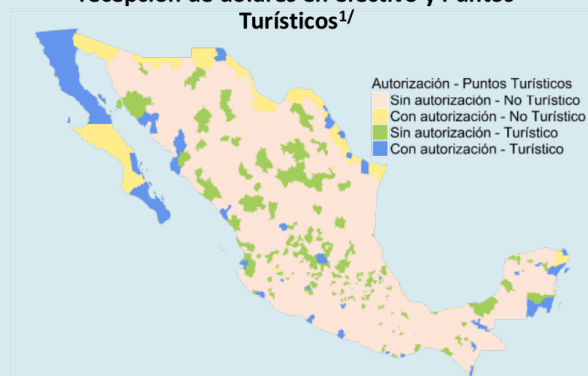 recepción de dólares en efectivo y Puntos
Turísticos1/
Autorización - Puntos Turísticos
Sin autorización - No Turístico
Con autorización - No Turístico
Sin autorización - Turístico
Con autorización - Turístico